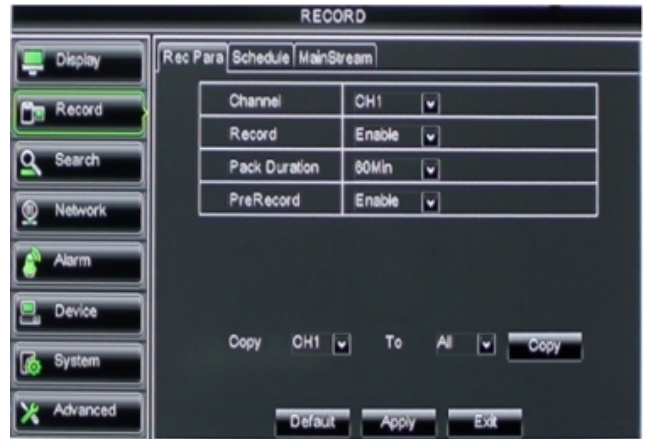 RECORD
Display
Record
Search
Network
Alarm
Device
System
Advanced
Rec Para Schedule MainStream
Channel CH1
Record Enable
Pack Duration 60Min
PreRecord Enable
Copy CH1 To All Copy
Default Apply Exit